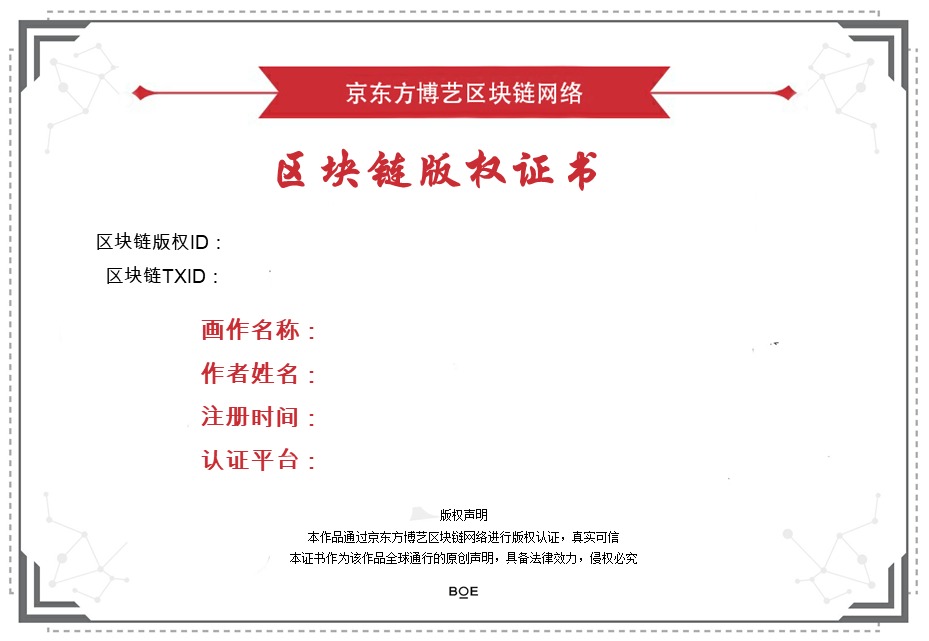 京东方博艺区块链网络
区块链版权证书
区块链版权ID：
区块链TXID：
画作名称：
作者姓名：
注册时间：
认证平台：
版权声明
本作品通过京东方博艺区块链网络进行版权认证，真实可信
本证书作为该作品全球通行的原创声明，具备法律效力，侵权必究
BOE